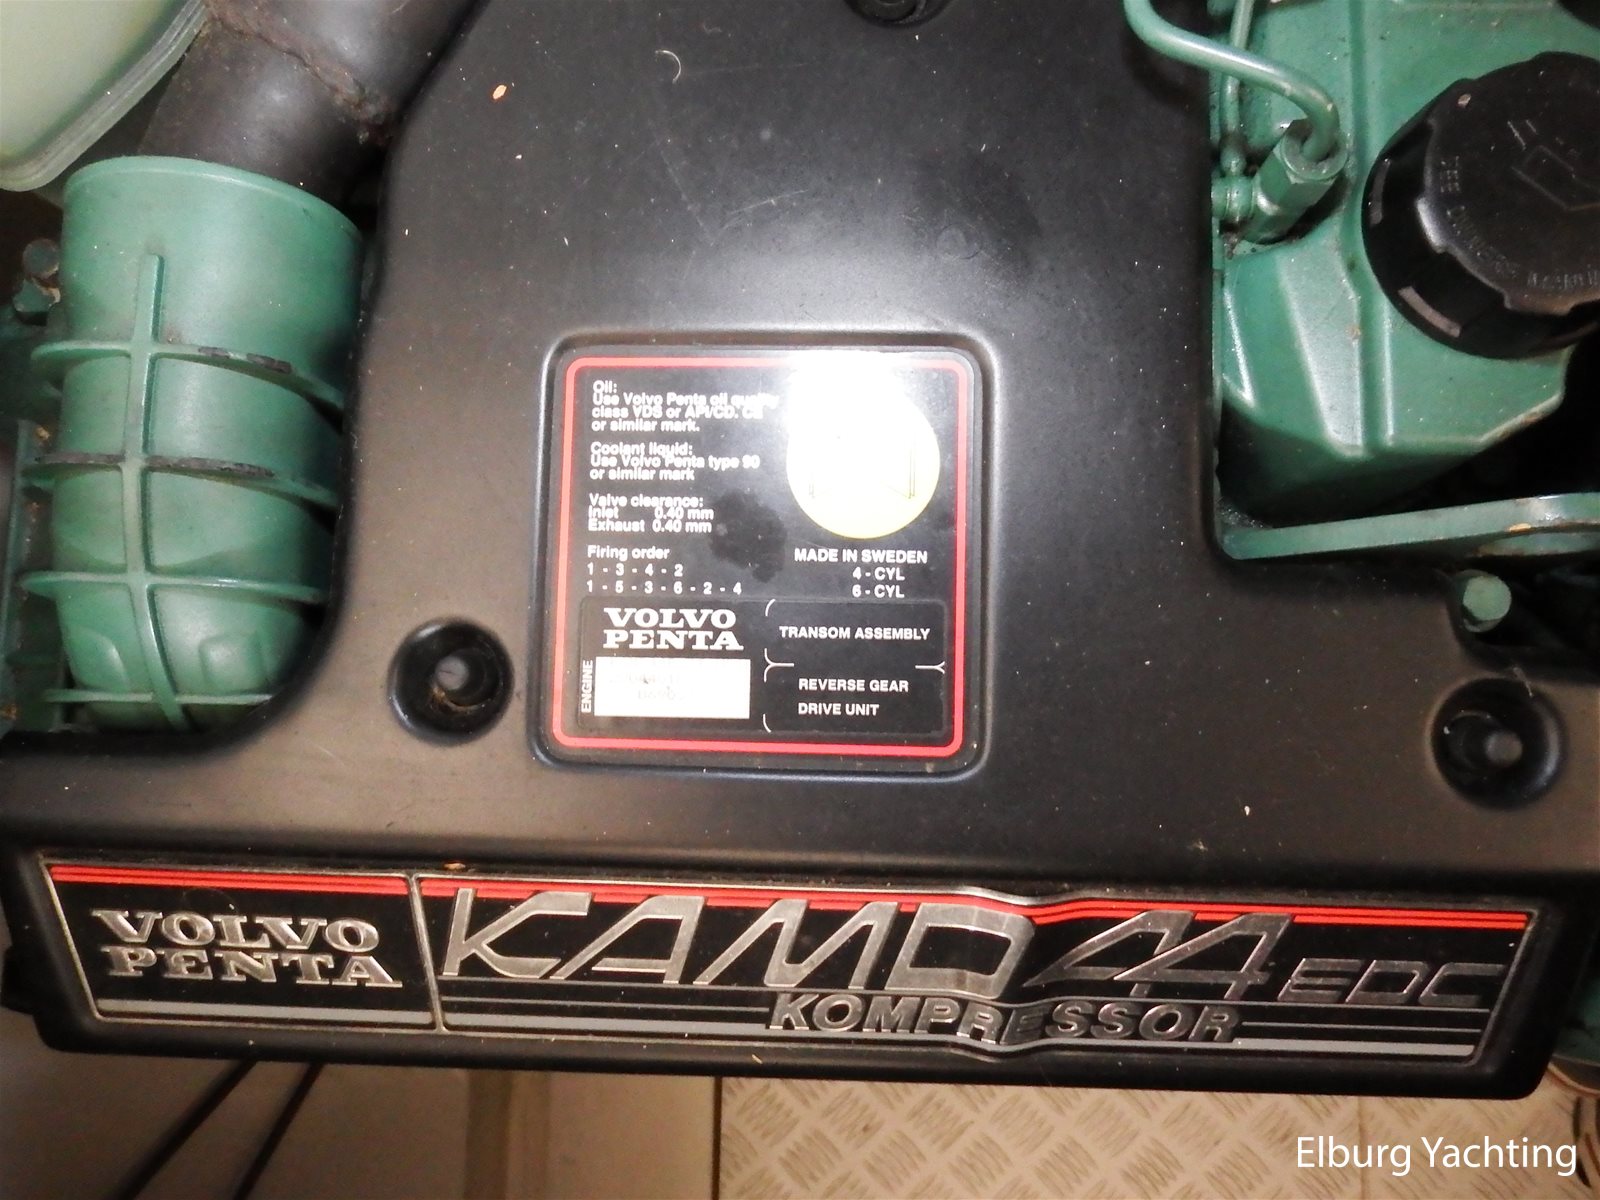 Oil:
Use Volvo Penta oil quality
class VDS or API/CD. CE
or similar mark.
Coolant liquid:
Use Volvo Penta type 90
or similar mark
Valve clearance:
Inlet 0.40 mm
Exhaust 0.40 mm
Firing order
1 - 3 - 4 - 2
1 - 5 - 3 - 6 - 2 - 4
MADE IN SWEDEN
4 - CYL
6 - CYL
VOLVO
PENTA
ENGINE
TRANSOM ASSEMBLY
REVERSE GEAR
DRIVE UNIT
VOLVO
PENTA
KAMD 44 EDC
KOMPRESSOR
Elburg Yachting